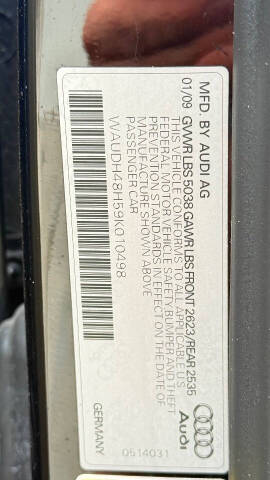 MFD BY AUDI AG
01/09 GVWR LBS 5038 GAWR LBS FRONT 2623/REAR 2535
THIS VEHICLE CONFORMS TO ALL APPLICABLE US
FEDERAL MOTOR VEHICLE SAFETY BUMPER AND THEFT
PREVENTION STANDARDS IN EFFECT ON THE DATE OF
MANUFACTURE SHOWN ABOVE
PASSENGER CAR
WAUDH48H59K010498
GERMANY
Audi
0514031